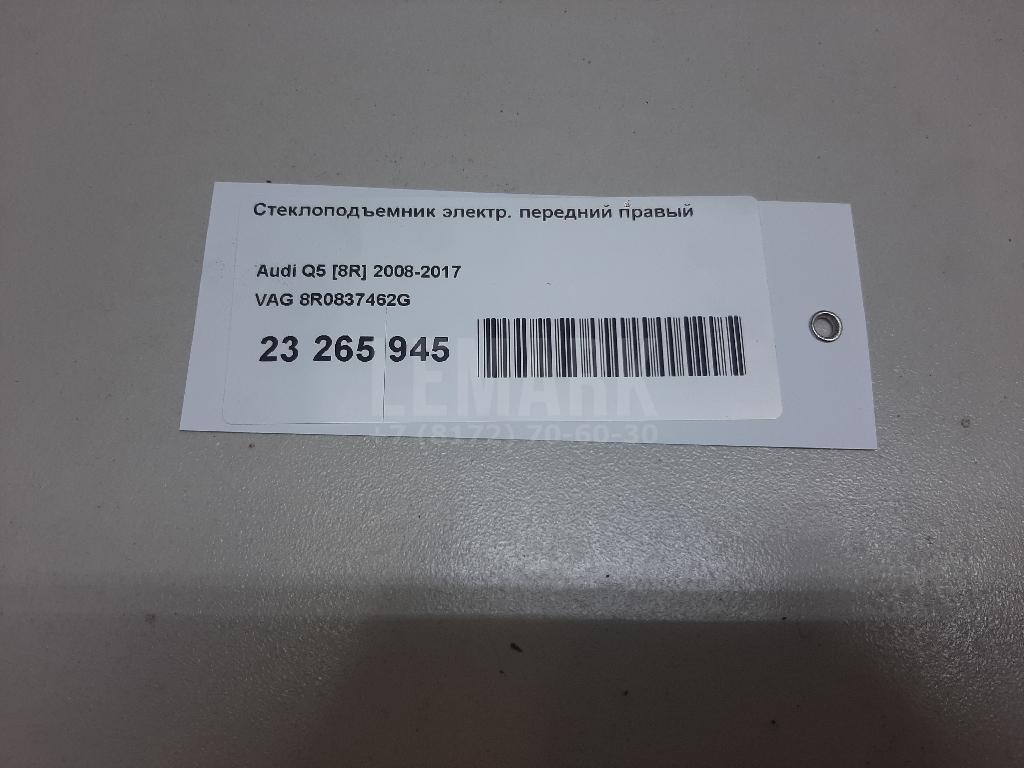 Стеклоподъемник электр. передний правый
Audi Q5 [8R] 2008-2017
VAG 8R0837462G
23 265 945
LEMARK
+7 (8172) 70-60-30